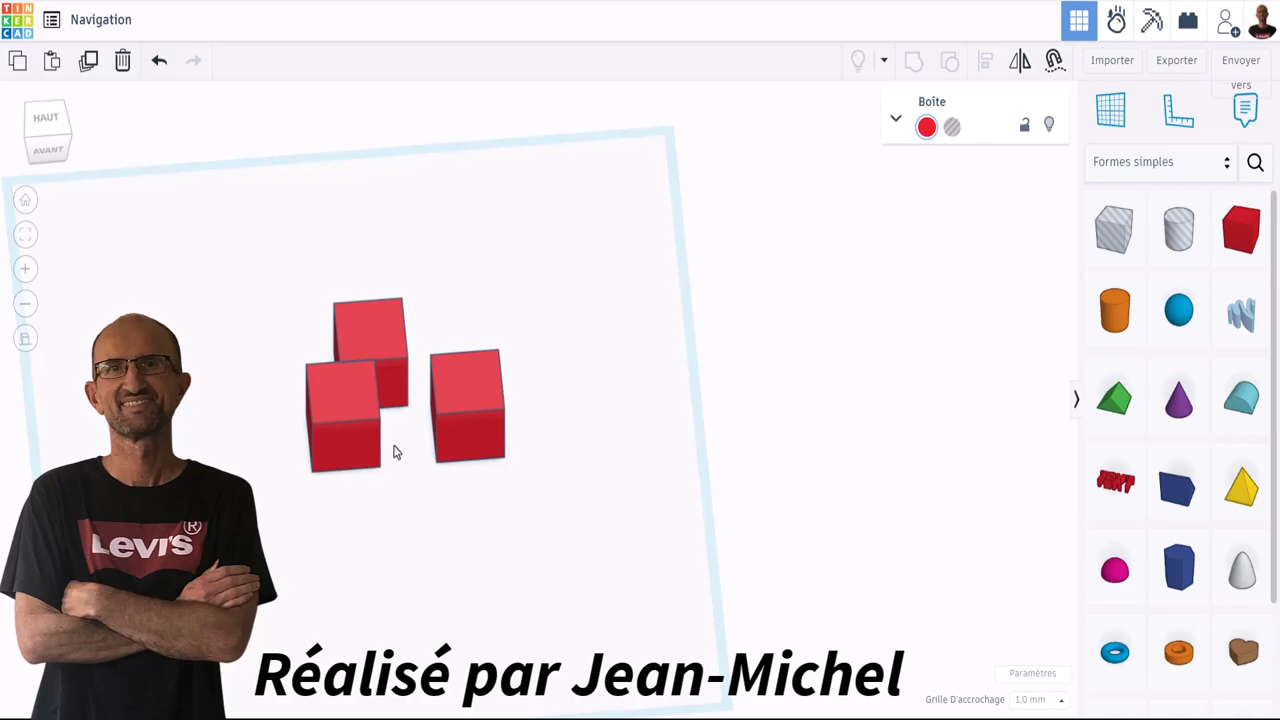 TIN
KER
CAD
Navigation
Importer
Exporter
Envoyer
vers
HAUT
AVANT
Boîte
Formes simples
TEXT
LEVI'S
®
Réalisé par Jean-Michel
Paramètres
Grille D'accrochage
1,0 mm